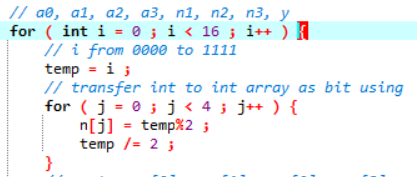 // a0, a1, a2, a3, n1, n2, n3, y
for ( int i = 0 ; i < 16 ; i++ ) {
// i from 0000 to 1111
temp = i ;
// transfer int to int array as bit using
for ( j = 0 ; j < 4 ; j++ ) {
n[j] = temp%2 ;
temp /= 2 ;
}